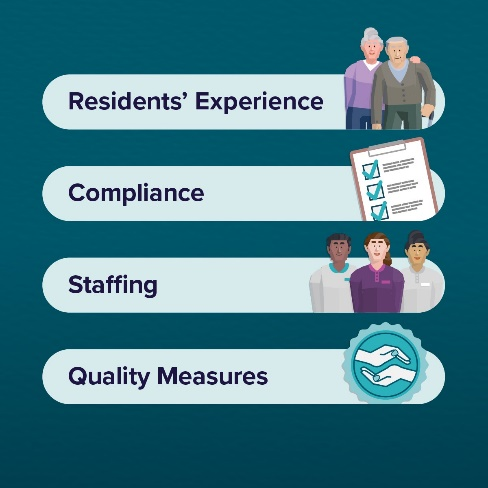 Residents’ Experience
Compliance
Staffing
Quality Measures